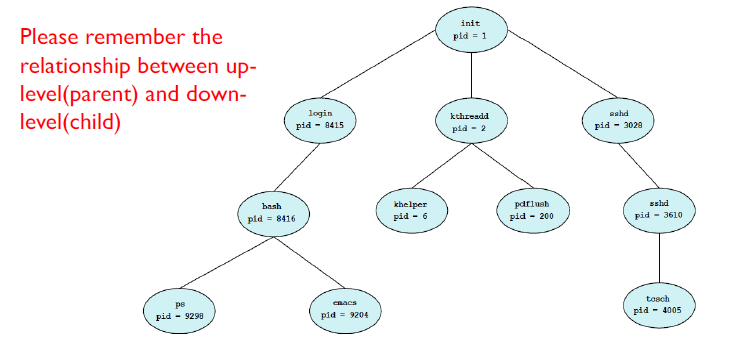 Please remember the
relationship between up-
level(parent) and down-
level(child)
init
pid = 1
login
pid = 8415
kthreadd
pid = 2
sshd
pid = 3028
bash
pid = 8416
khelper
pid = 6
pdflush
pid = 200
sshd
pid = 3610
ps
pid = 9298
emacs
pid = 9204
tcsch
pid = 4005